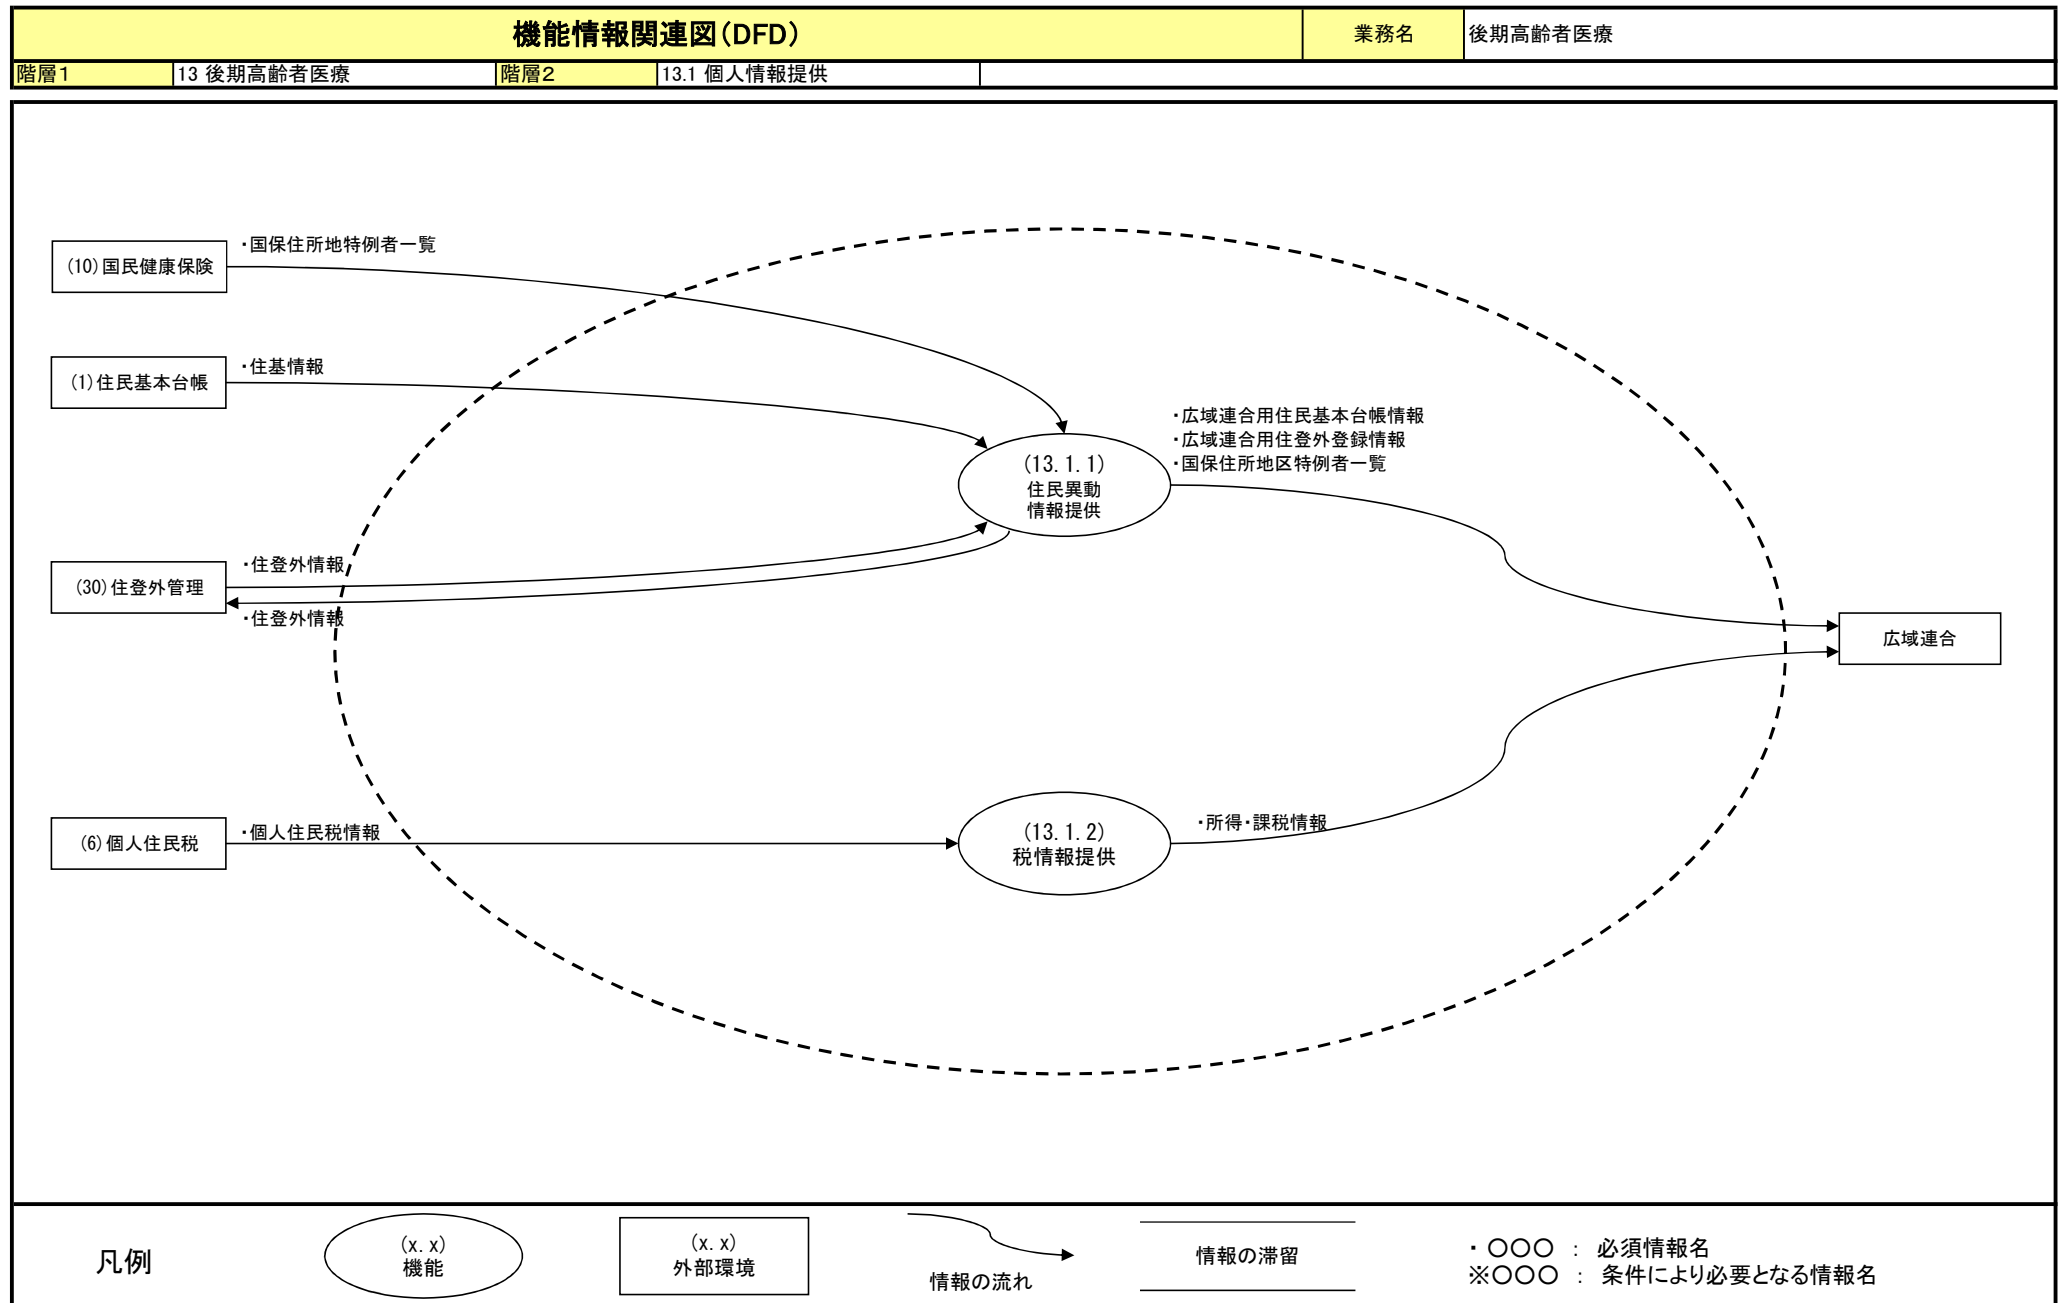 機能情報関連図(DFD)
業務名
後期高齢者医療
階層1
13 後期高齢者医療
階層2
13.1 個人情報提供
・国保住所地特例者一覧
(10)国民健康保険
・住基情報
(1)住民基本台帳
・広域連合用住民基本台帳情報
・広域連合用住登外登録情報
・国保住所地区特例者一覧
(13.1.1)
住民異動
情報提供
・住登外情報
(30)住登外管理
・住登外情報
広域連合
・個人住民税情報
(6)個人住民税
(13.1.2)
税情報提供
・所得・課税情報
凡例
(x.x)
機能
(x.x)
外部環境
情報の流れ
情報の滞留
・〇〇〇 : 必須情報名
※〇〇〇 : 条件により必要となる情報名